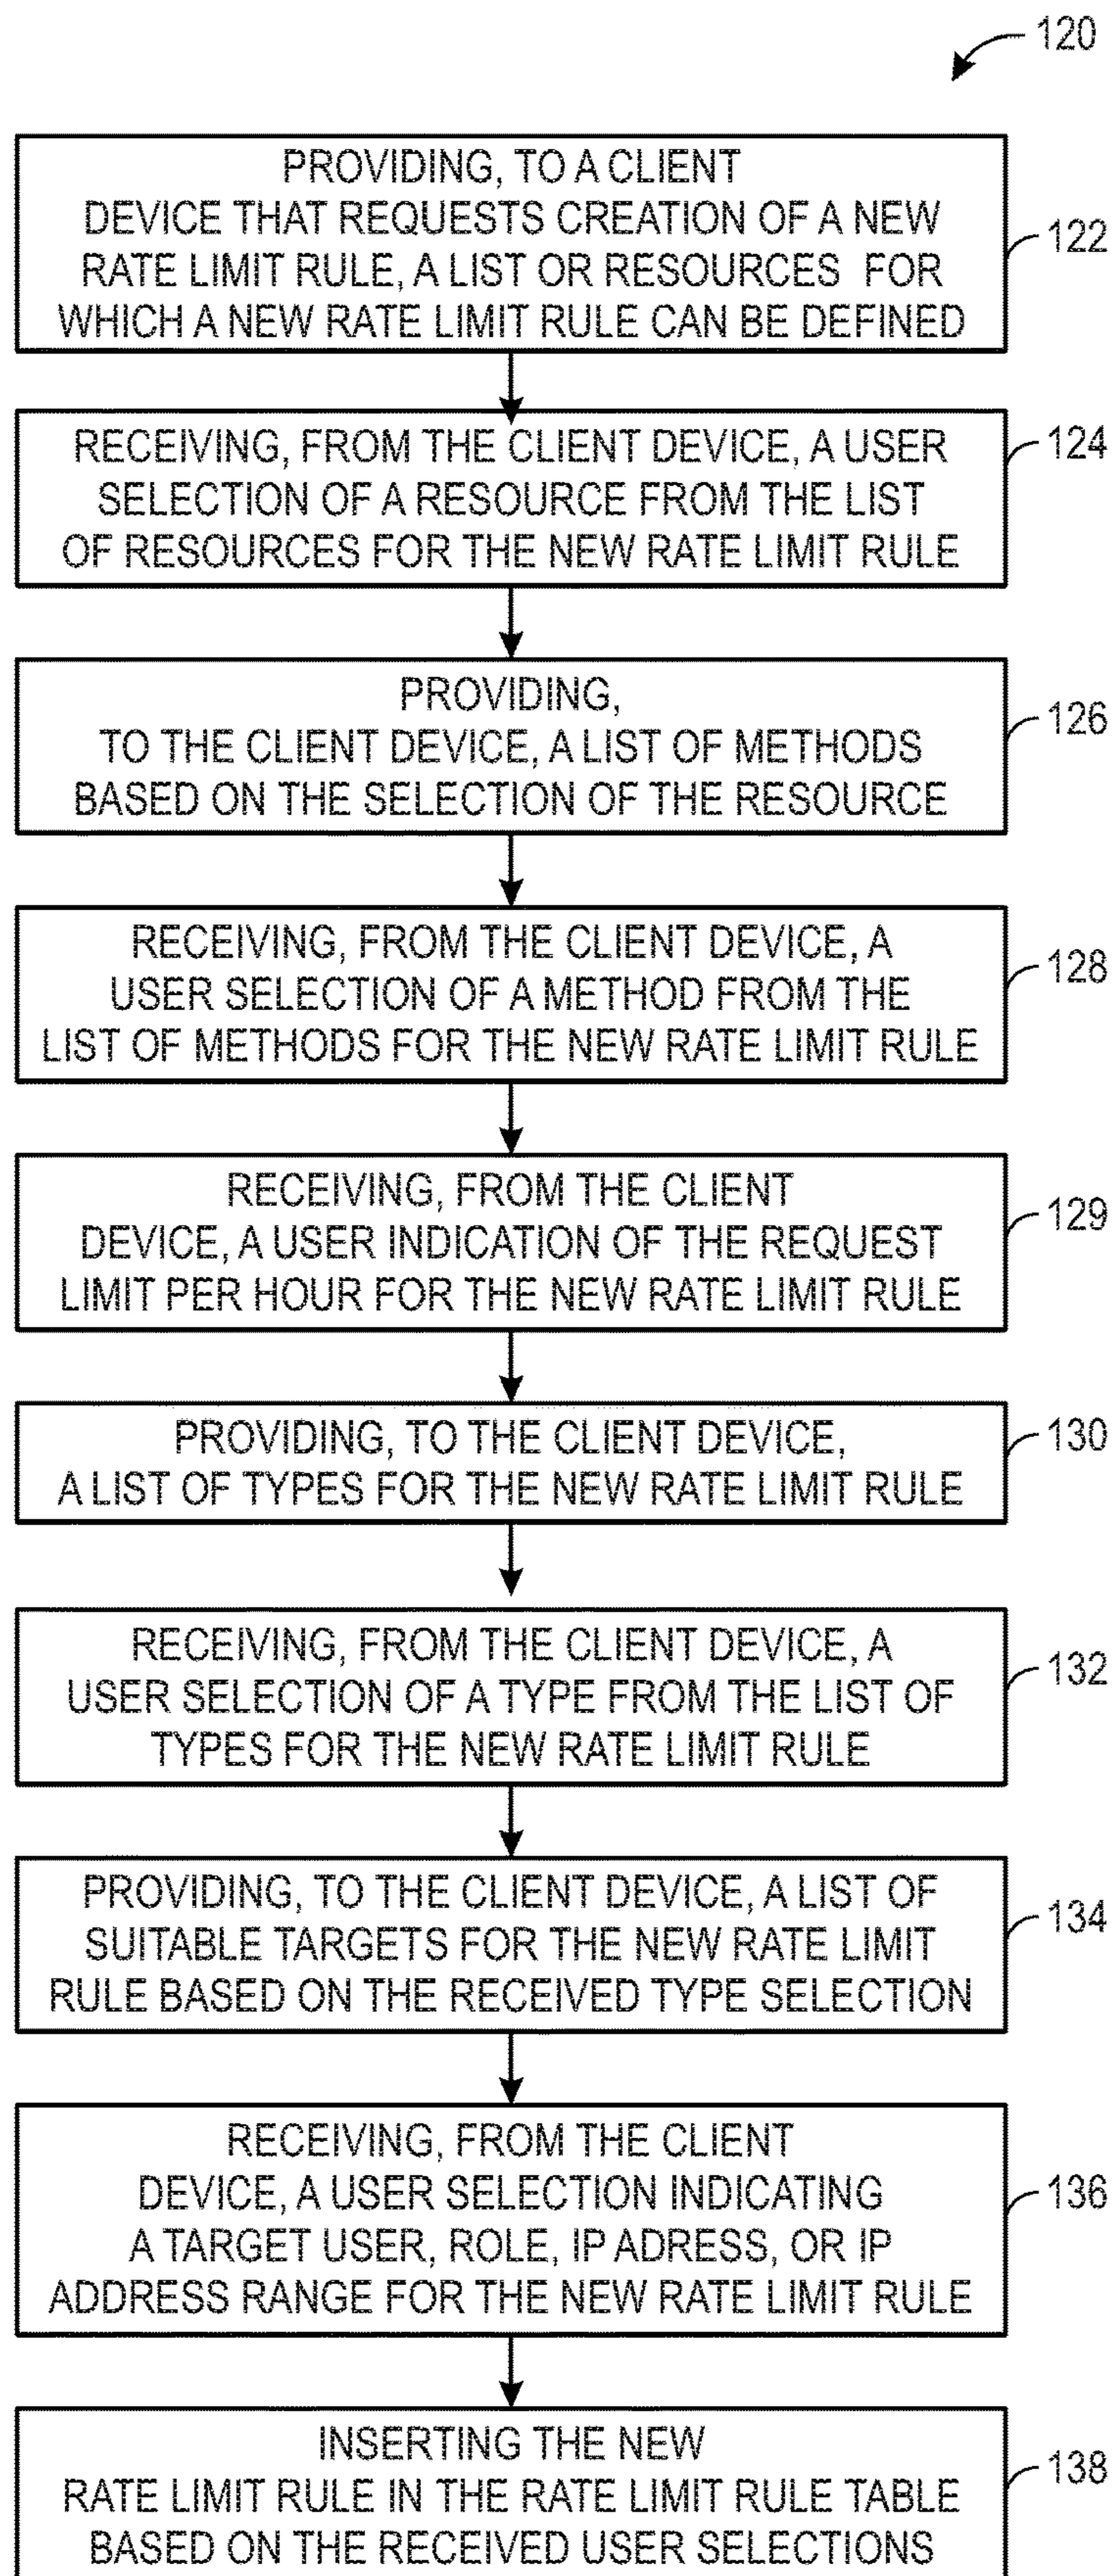 120
PROVIDING, TO A CLIENT
DEVICE THAT REQUESTS CREATION OF A NEW
RATE LIMIT RULE, A LIST OR RESOURCES FOR
WHICH A NEW RATE LIMIT RULE CAN BE DEFINED
122
RECEIVING, FROM THE CLIENT DEVICE, A USER
SELECTION OF A RESOURCE FROM THE LIST
OF RESOURCES FOR THE NEW RATE LIMIT RULE
124
PROVIDING,
TO THE CLIENT DEVICE, A LIST OF METHODS
BASED ON THE SELECTION OF THE RESOURCE
126
RECEIVING, FROM THE CLIENT DEVICE, A
USER SELECTION OF A METHOD FROM THE
LIST OF METHODS FOR THE NEW RATE LIMIT RULE
128
RECEIVING, FROM THE CLIENT
DEVICE, A USER INDICATION OF THE REQUEST
LIMIT PER HOUR FOR THE NEW RATE LIMIT RULE
129
PROVIDING, TO THE CLIENT DEVICE,
A LIST OF TYPES FOR THE NEW RATE LIMIT RULE
130
RECEIVING, FROM THE CLIENT DEVICE, A
USER SELECTION OF A TYPE FROM THE LIST OF
TYPES FOR THE NEW RATE LIMIT RULE
132
PROVIDING, TO THE CLIENT DEVICE, A LIST OF
SUITABLE TARGETS FOR THE NEW RATE LIMIT
RULE BASED ON THE RECEIVED TYPE SELECTION
134
RECEIVING, FROM THE CLIENT
DEVICE, A USER SELECTION INDICATING
A TARGET USER, ROLE, IP ADRESS, OR IP
ADDRESS RANGE FOR THE NEW RATE LIMIT RULE
136
INSERTING THE NEW
RATE LIMIT RULE IN THE RATE LIMIT RULE TABLE
BASED ON THE RECEIVED USER SELECTIONS
138